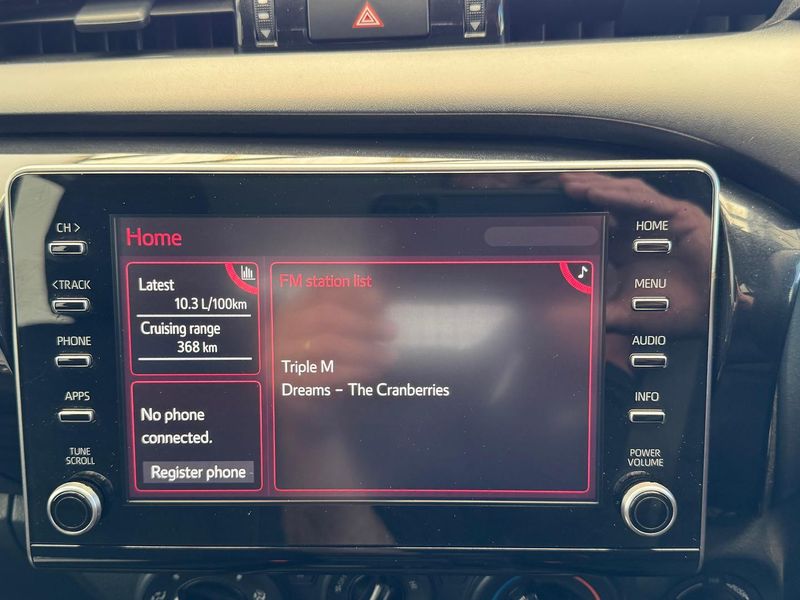 CH >
<TRACK
PHONE
APPS
TUNE
SCROLL
Home
Latest
10.3 L/100km
Cruising range
368 km
No phone
connected.
Register phone
FM station list
Triple M
Dreams – The Cranberries
HOME
MENU
AUDIO
INFO
POWER
VOLUME